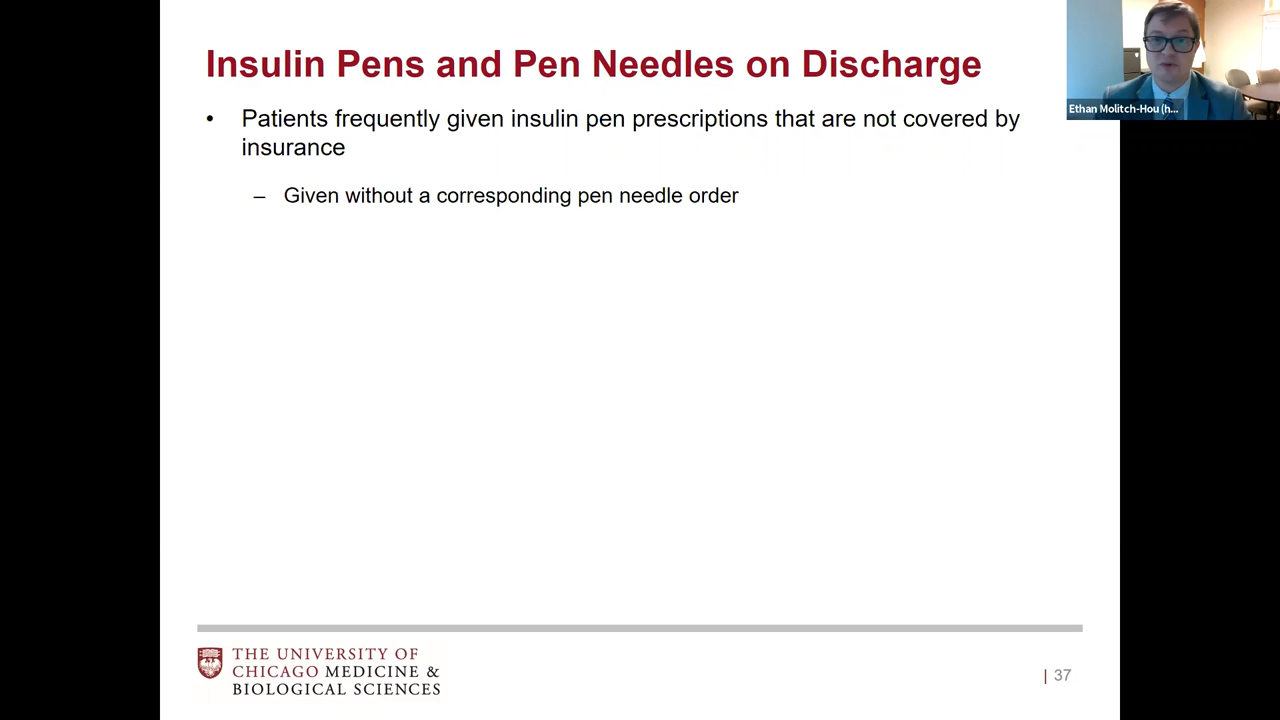 Insulin Pens and Pen Needles on Discharge
• Patients frequently given insulin pen prescriptions that are not covered by
insurance
– Given without a corresponding pen needle order
Ethan Molitch-Hou (h...
THE UNIVERSITY OF
CHICAGO MEDICINE &
BIOLOGICAL SCIENCES
| 37